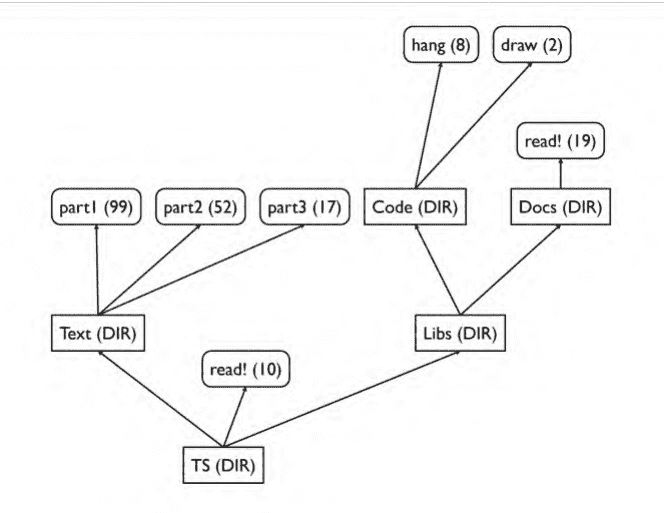 hang (8)
draw (2)
read! (19)
part1 (99)
part2 (52)
part3 (17)
Code (DIR)
Docs (DIR)
Text (DIR)
Libs (DIR)
read! (10)
TS (DIR)